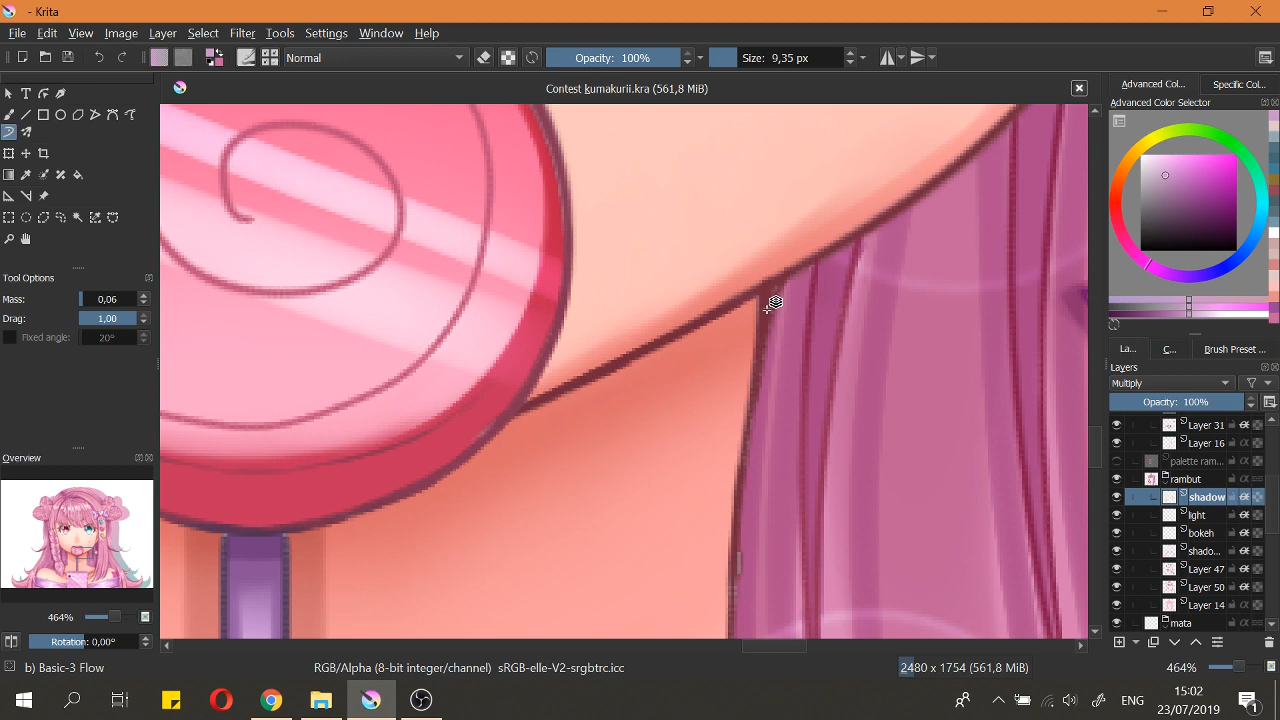 - Krita
File Edit View Image Layer Select Filter Tools Settings Window Help
Normal Opacity: 100% Size: 9,35 px
Contest kumakurii.kra (561,8 MiB)
Advanced Col... Specific Col...
Advanced Color Selector
Tool Options
Mass: 0,06
Drag: 1,00
Fixed angle: 20°
La... C... Brush Preset ...
Layers
Multiply
Opacity: 100%
Layer 31
Layer 16
palette ram...
rambut
shadow
light
bokeh
shado...
Layer 47
Layer 50
Layer 14
mata
Overview
464%
Rotation: 0,00°
b) Basic-3 Flow RGB/Alpha (8-bit integer/channel) sRGB-elle-V2-srgbtrc.icc 2480 x 1754 (561,8 MiB) 464%
ENG 15:02
23/07/2019 1